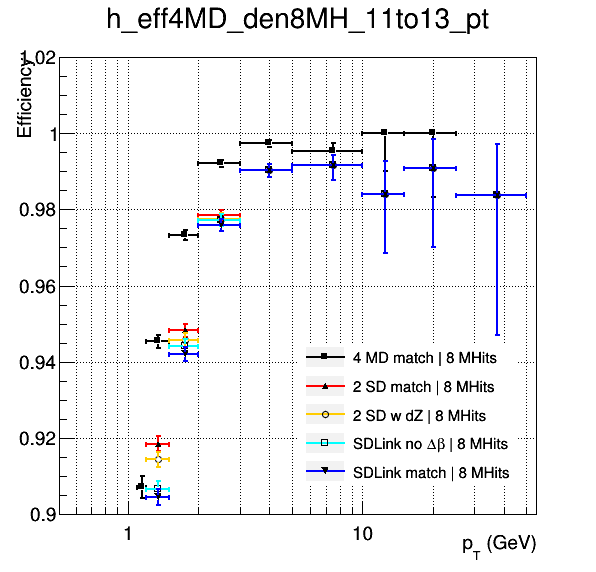 h_eff4MD_den8MH_11to13_pt
Efficiency
1.02
1
0.98
0.96
0.94
0.92
0.9
4 MD match | 8 MHits
2 SD match | 8 MHits
2 SD w dZ | 8 MHits
SDLink no Δβ | 8 MHits
SDLink match | 8 MHits
1
10
p_T (GeV)